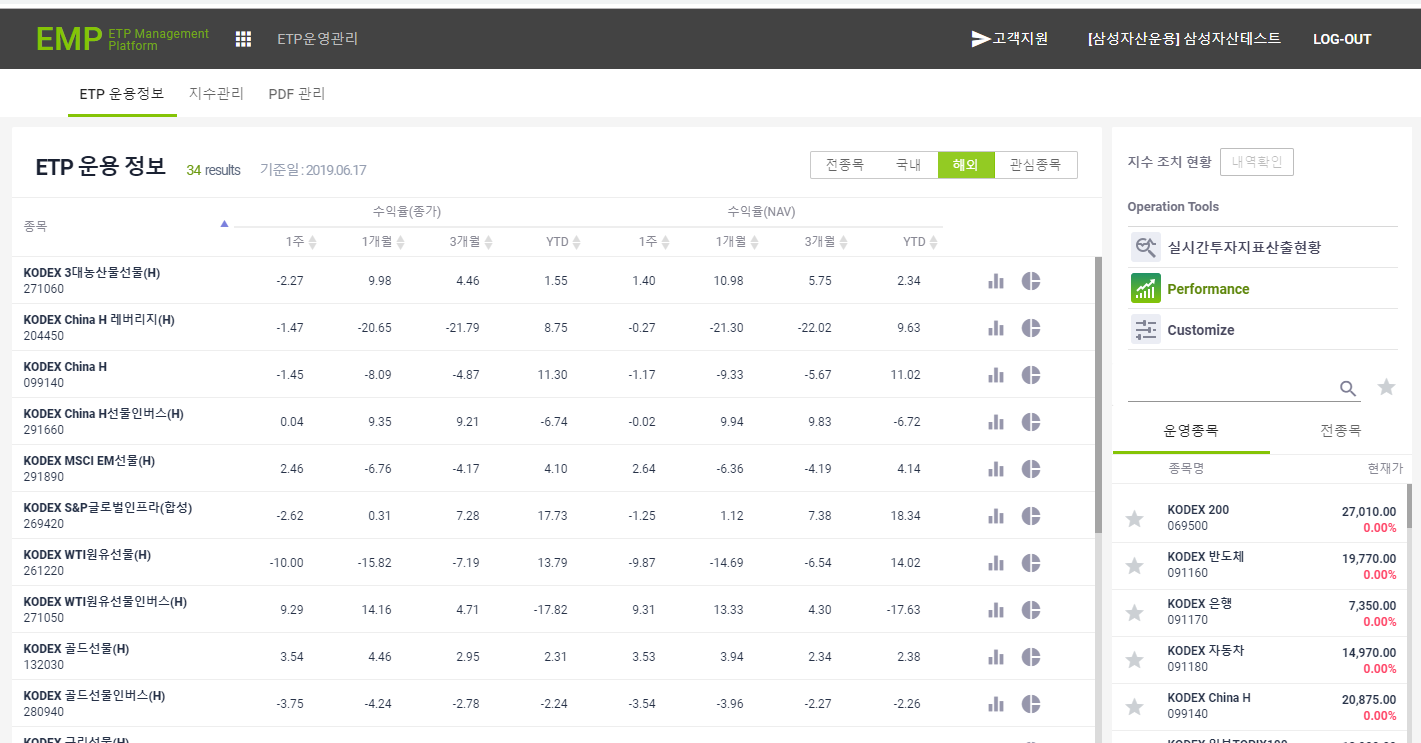 EMP ETP Management Platform ETP운영관리 고객지원 [삼성자산운용] 삼성자산테스트 LOG-OUT
ETP 운용정보 지수관리 PDF 관리
ETP 운용 정보 34 results 기준일 : 2019.06.17 전종목 국내 해외 관심종목
종목 수익율(종가) 수익율(NAV)
1주 1개월 3개월 YTD 1주 1개월 3개월 YTD
KODEX 3대농산물선물(H)
271060 -2.27 9.98 4.46 1.55 1.40 10.98 5.75 2.34
KODEX China H 레버리지(H)
204450 -1.47 -20.65 -21.79 8.75 -0.27 -21.30 -22.02 9.63
KODEX China H
099140 -1.45 -8.09 -4.87 11.30 -1.17 -9.33 -5.67 11.02
KODEX China H선물인버스(H)
291660 0.04 9.35 9.21 -6.74 -0.02 9.94 9.83 -6.72
KODEX MSCI EM선물(H)
291890 2.46 -6.76 -4.17 4.10 2.64 -6.36 -4.19 4.14
KODEX S&P글로벌인프라(합성)
269420 -2.62 0.31 7.28 17.73 -1.25 1.12 7.38 18.34
KODEX WTI원유선물(H)
261220 -10.00 -15.82 -7.19 13.79 -9.87 -14.69 -6.54 14.02
KODEX WTI원유선물인버스(H)
271050 9.29 14.16 4.71 -17.82 9.31 13.33 4.30 -17.63
KODEX 골드선물(H)
132030 3.54 4.46 2.95 2.31 3.53 3.94 2.34 2.38
KODEX 골드선물인버스(H)
280940 -3.75 -4.24 -2.78 -2.24 -3.54 -3.96 -2.27 -2.26
KODEX 구리선물(H)
지수 조치 현황 내역확인
Operation Tools
실시간투자지표산출현황
Performance
Customize
운영종목 전종목
종목명 현재가
KODEX 200 27,010.00
069500 0.00%
KODEX 반도체 19,770.00
091160 0.00%
KODEX 은행 7,350.00
091170 0.00%
KODEX 자동차 14,970.00
091180 0.00%
KODEX China H 20,875.00
099140 0.00%
KODEX 일본TOPIX100